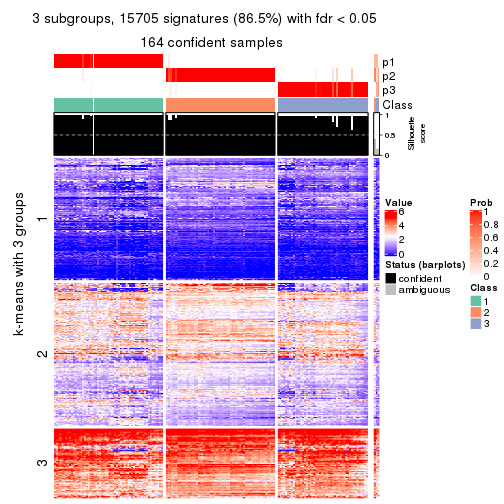 3 subgroups, 15705 signatures (86.5%) with fdr < 0.05
164 confident samples
p1
p2
p3
Class
1
0.5
0
Silhouette
score
k-means with 3 groups
1
2
3
Value
6
4
2
0
Status (barplots)
confident
ambiguous
Prob
1
0.8
0.6
0.4
0.2
0
Class
1
2
3